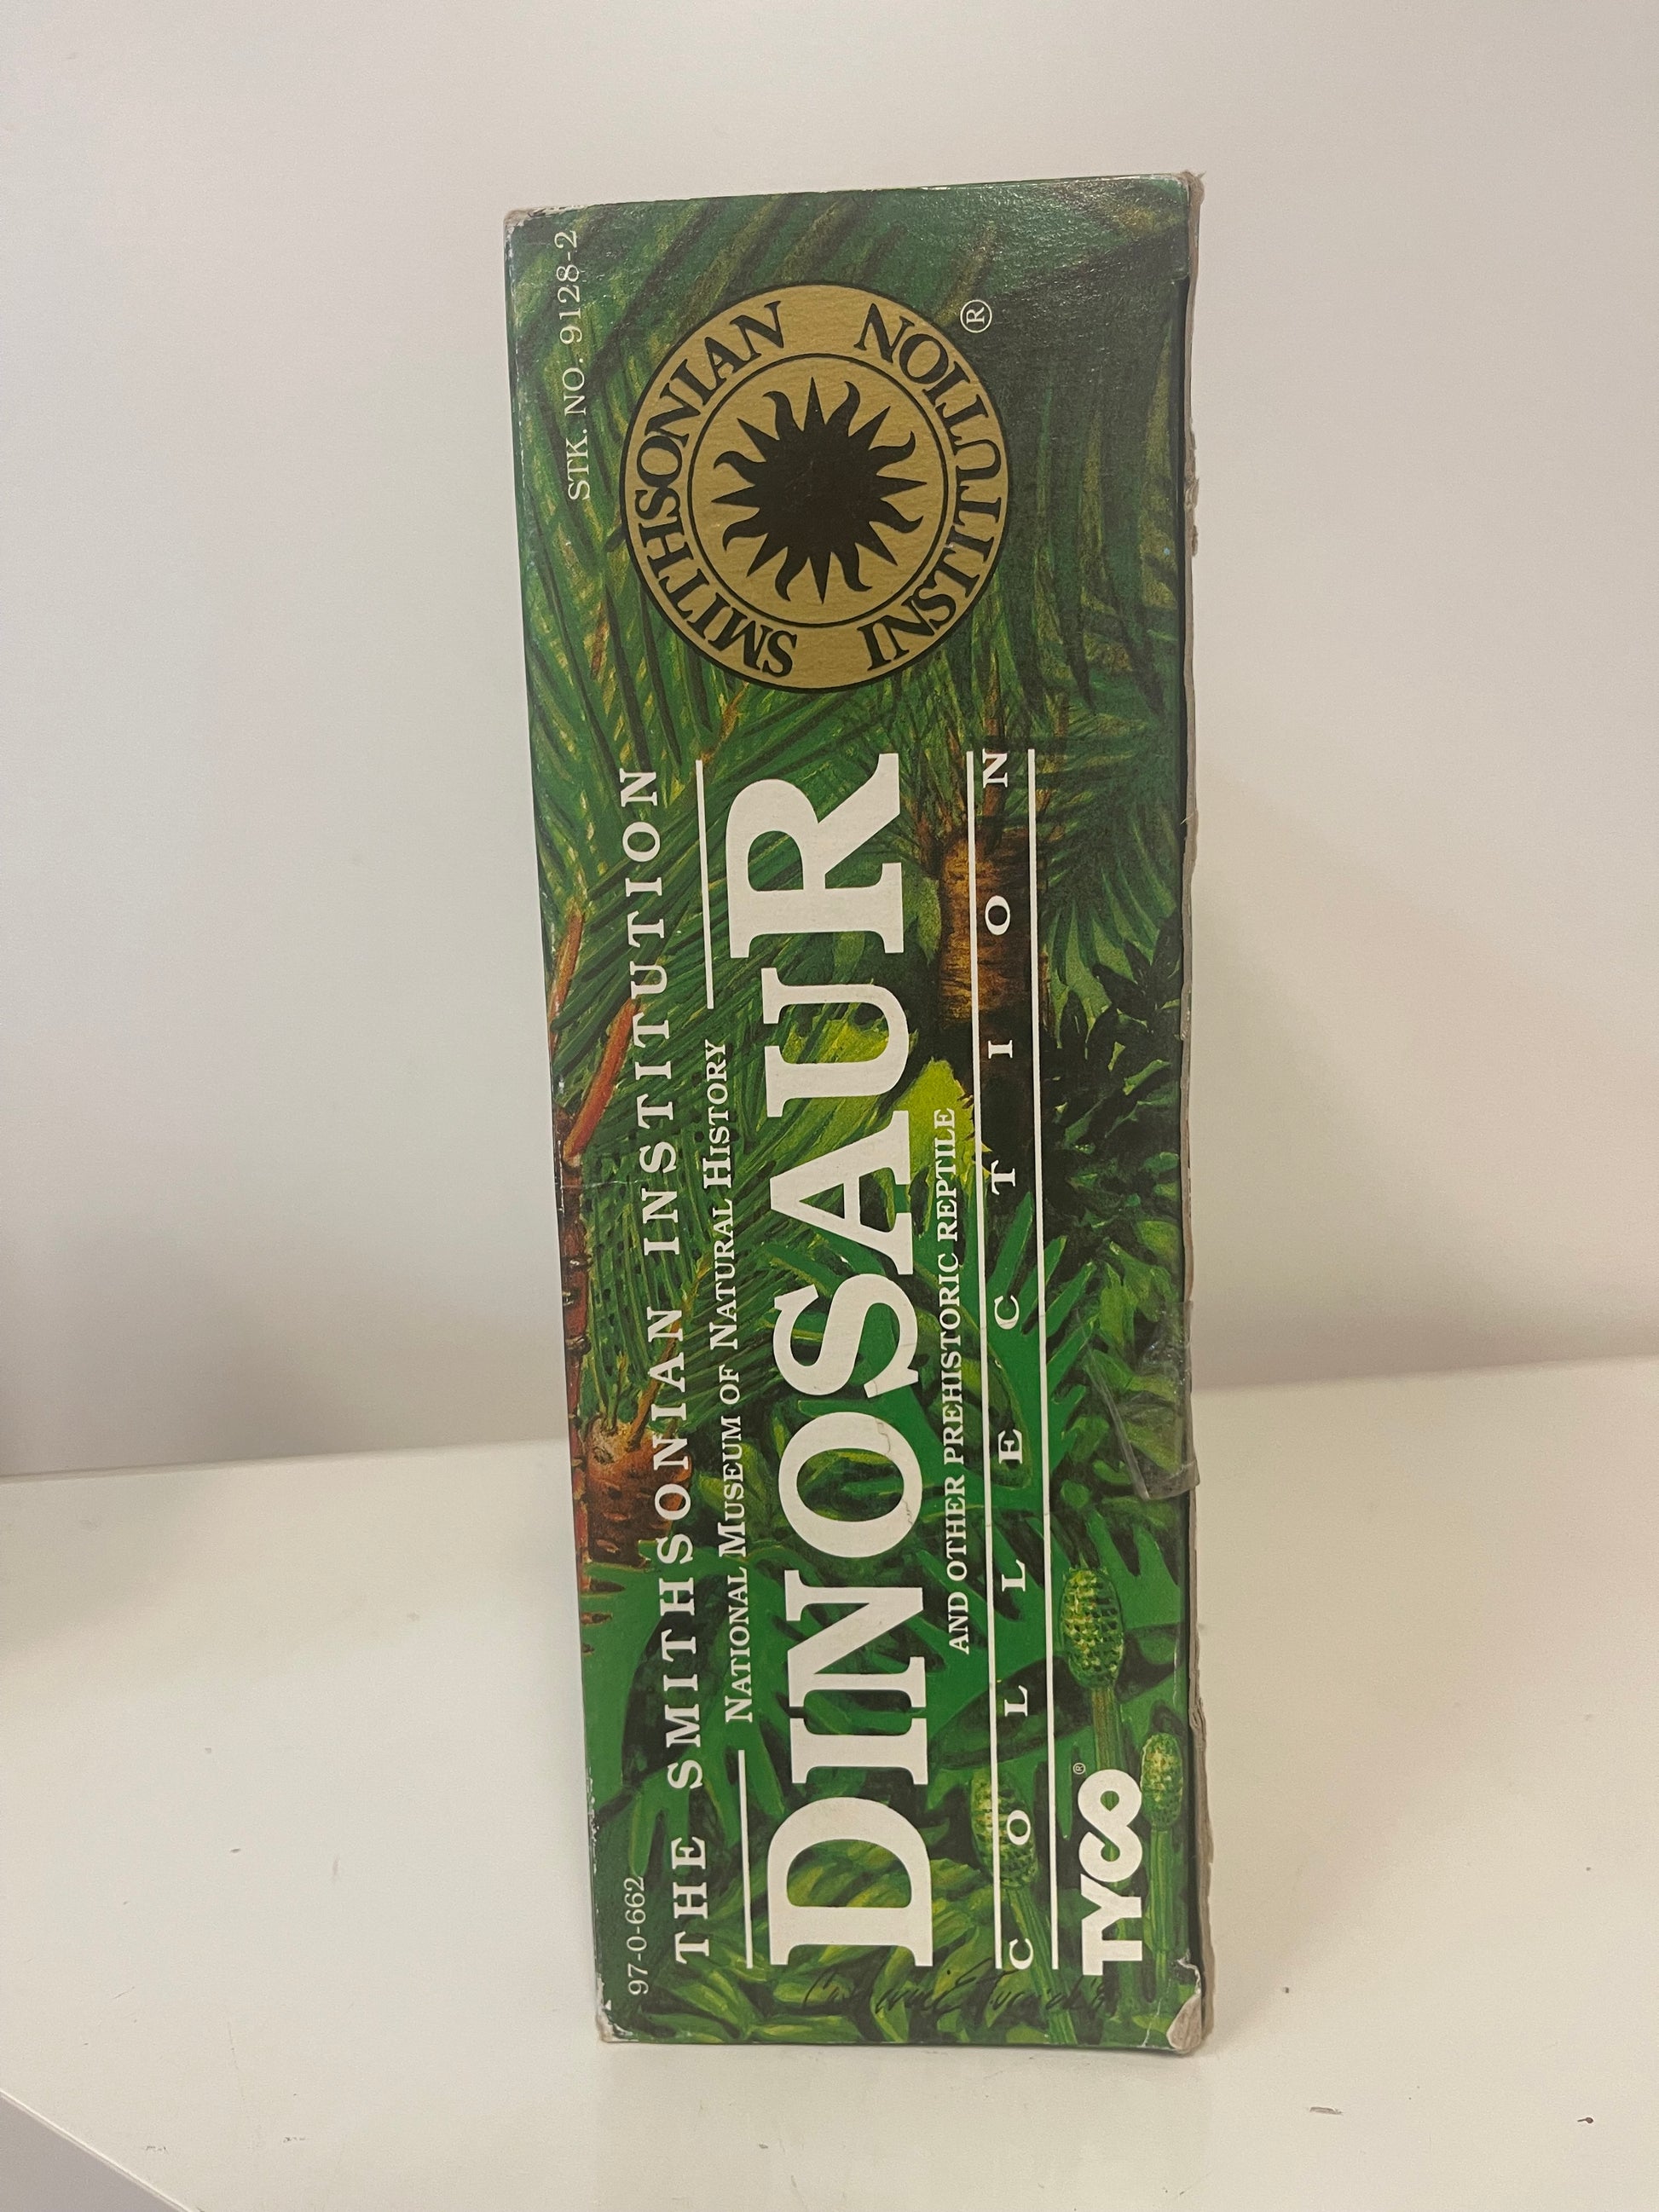 STK. NO. 9128-2
97-0-662
THE SMITHSONIAN INSTITUTION
NATIONAL MUSEUM OF NATURAL HISTORY
DINOSAUR
AND OTHER PREHISTORIC REPTILE
COLLECTION
TYCO®
SMITHSONIAN
INSTITUTION
®